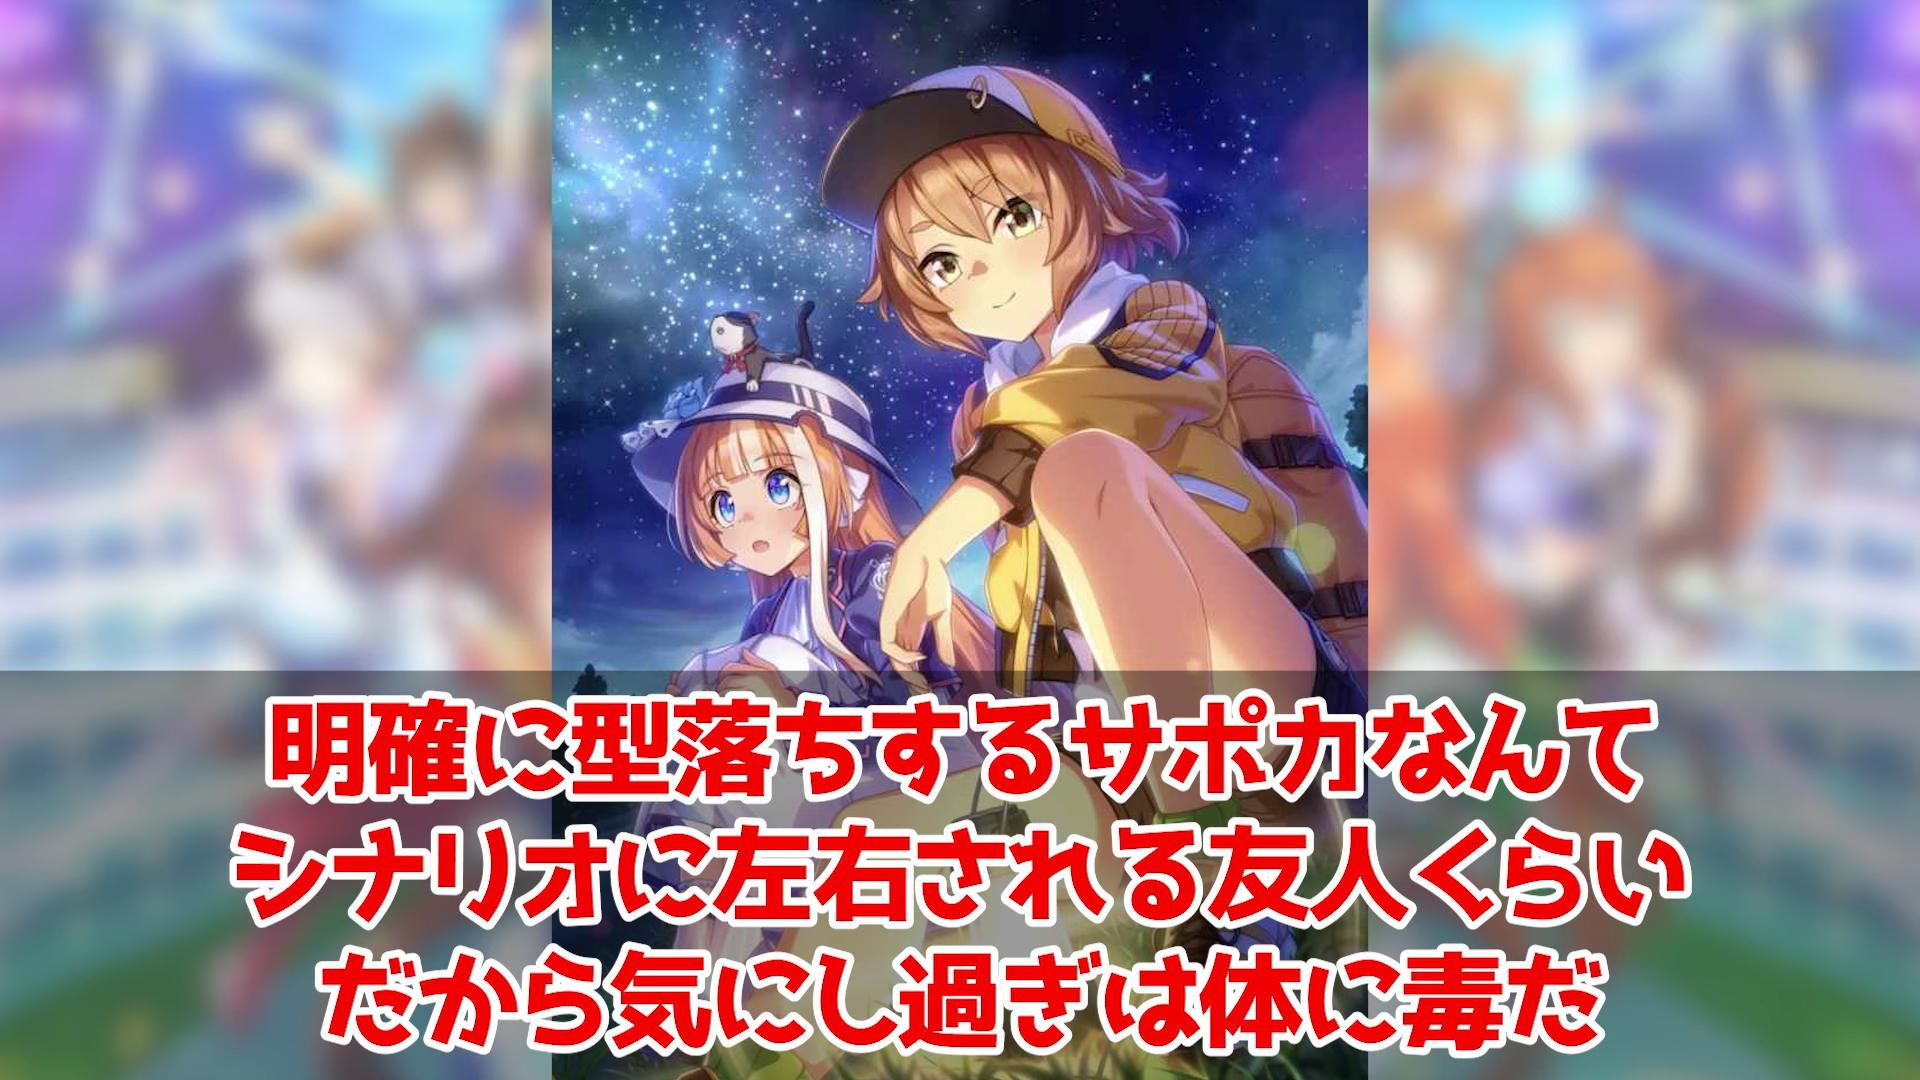 明確に型落ちするサポカなんて
シナリオに左右される友人くらい
だから気にし過ぎは体に毒だ